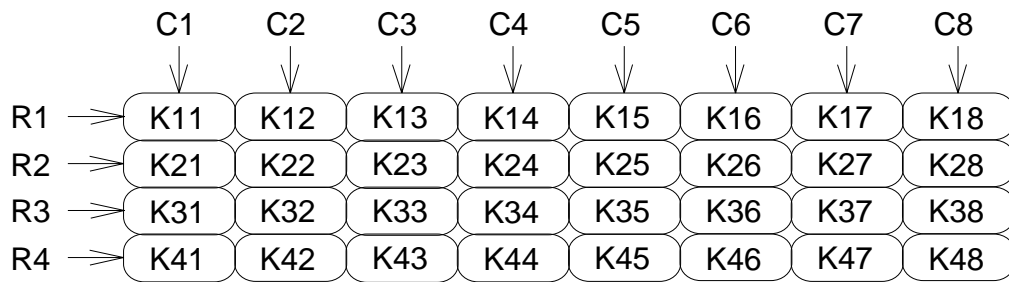 C1 C2 C3 C4 C5 C6 C7 C8
R1 K11 K12 K13 K14 K15 K16 K17 K18
R2 K21 K22 K23 K24 K25 K26 K27 K28
R3 K31 K32 K33 K34 K35 K36 K37 K38
R4 K41 K42 K43 K44 K45 K46 K47 K48